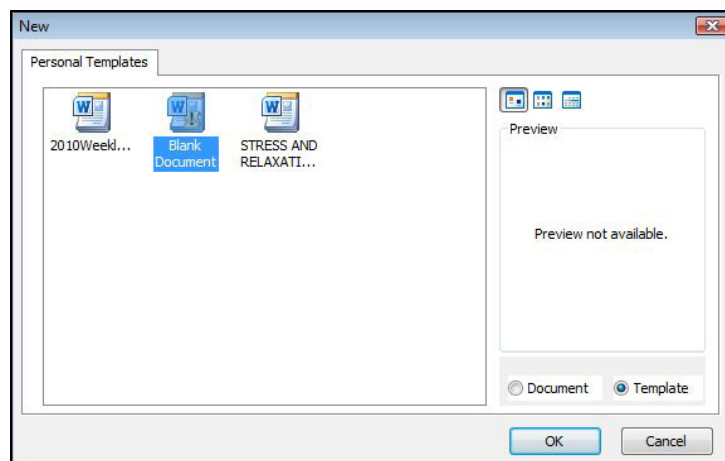 New
Personal Templates
2010Weekl...
Blank
Document
STRESS AND
RELAXATI...
Preview
Preview not available.
Document
Template
OK
Cancel